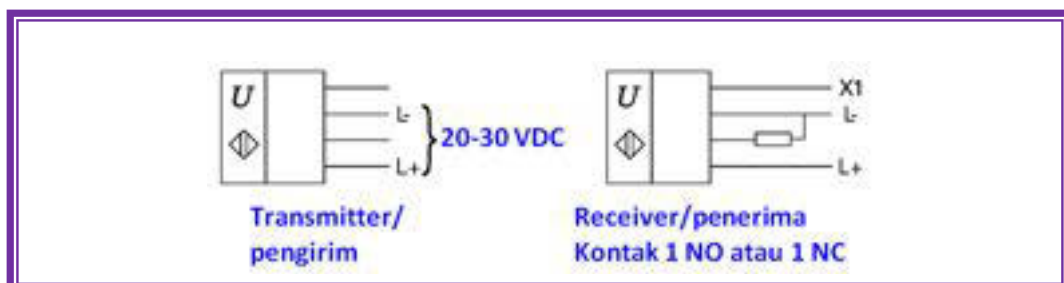 U
L-
L+
20-30 VDC
Transmitter/
pengirim
U
X1
L-
L+
Receiver/penerima
Kontak 1 NO atau 1 NC